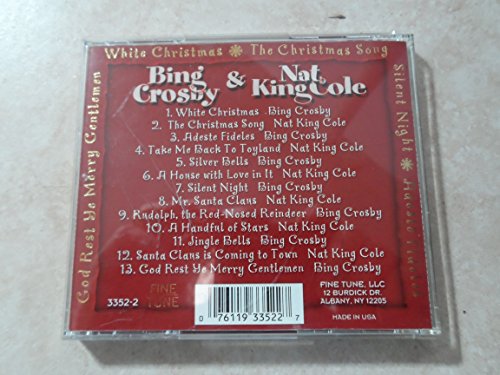 White Christmas ❋ The Christmas Song
God Rest Ye Merry Gentlemen
Silent Night ❋ Adeste Fideles
Bing Crosby & Nat King Cole
1. White Christmas Bing Crosby
2. The Christmas Song Nat King Cole
3. Adeste Fideles Bing Crosby
4. Take Me Back To Toyland Nat King Cole
5. Silver Bells Bing Crosby
6. A House with Love in It Nat King Cole
7. Silent Night Bing Crosby
8. Mr. Santa Claus Nat King Cole
9. Rudolph, the Red-Nosed Reindeer Bing Crosby
10. A Handful of Stars Nat King Cole
11. Jingle Bells Bing Crosby
12. Santa Claus is Coming to Town Nat King Cole
13. God Rest Ye Merry Gentlemen Bing Crosby
3352-2
FINE
TUNE
0 76119 33522 7
FINE TUNE, LLC
12 BURDICK DR.
ALBANY, NY 12205
MADE IN USA